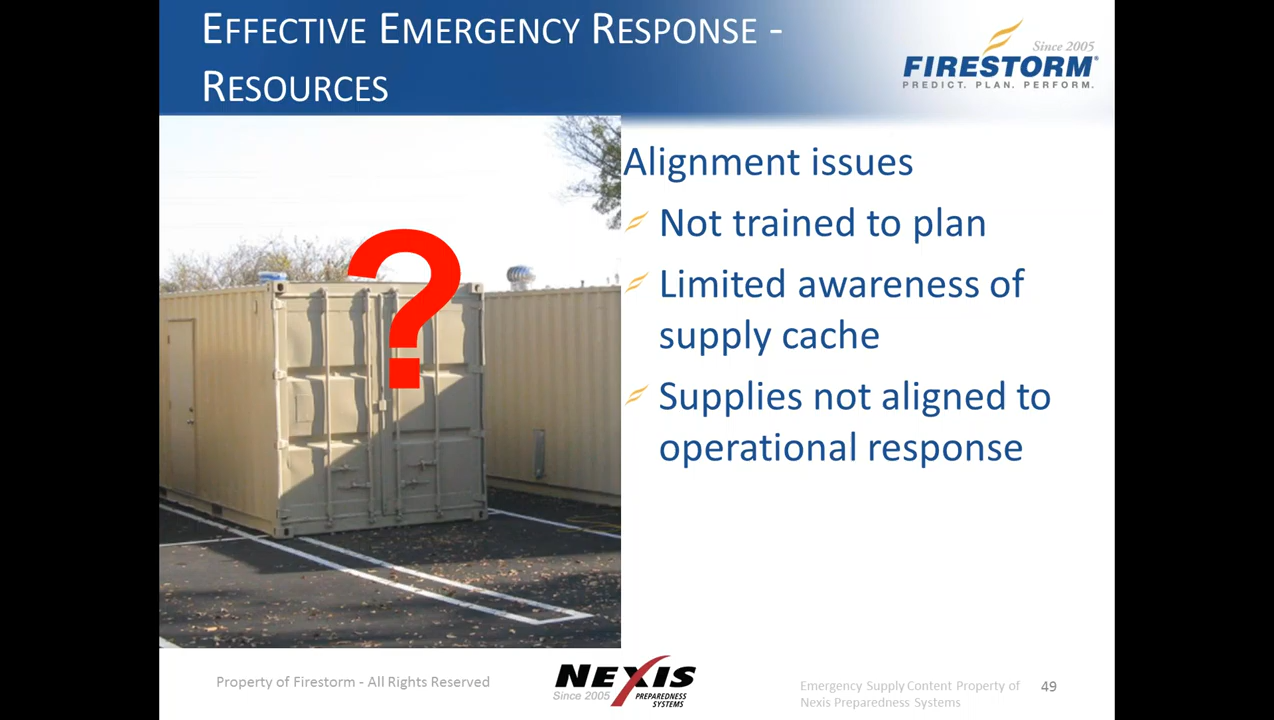 EFFECTIVE EMERGENCY RESPONSE -
RESOURCES
Since 2005
FIRESTORM®
PREDICT. PLAN. PERFORM.
?
Alignment issues
Not trained to plan
Limited awareness of
supply cache
Supplies not aligned to
operational response
Property of Firestorm - All Rights Reserved
NEXIS
Since 2005
PREPAREDNESS
SYSTEMS
Emergency Supply Content Property of
Nexis Preparedness Systems
49